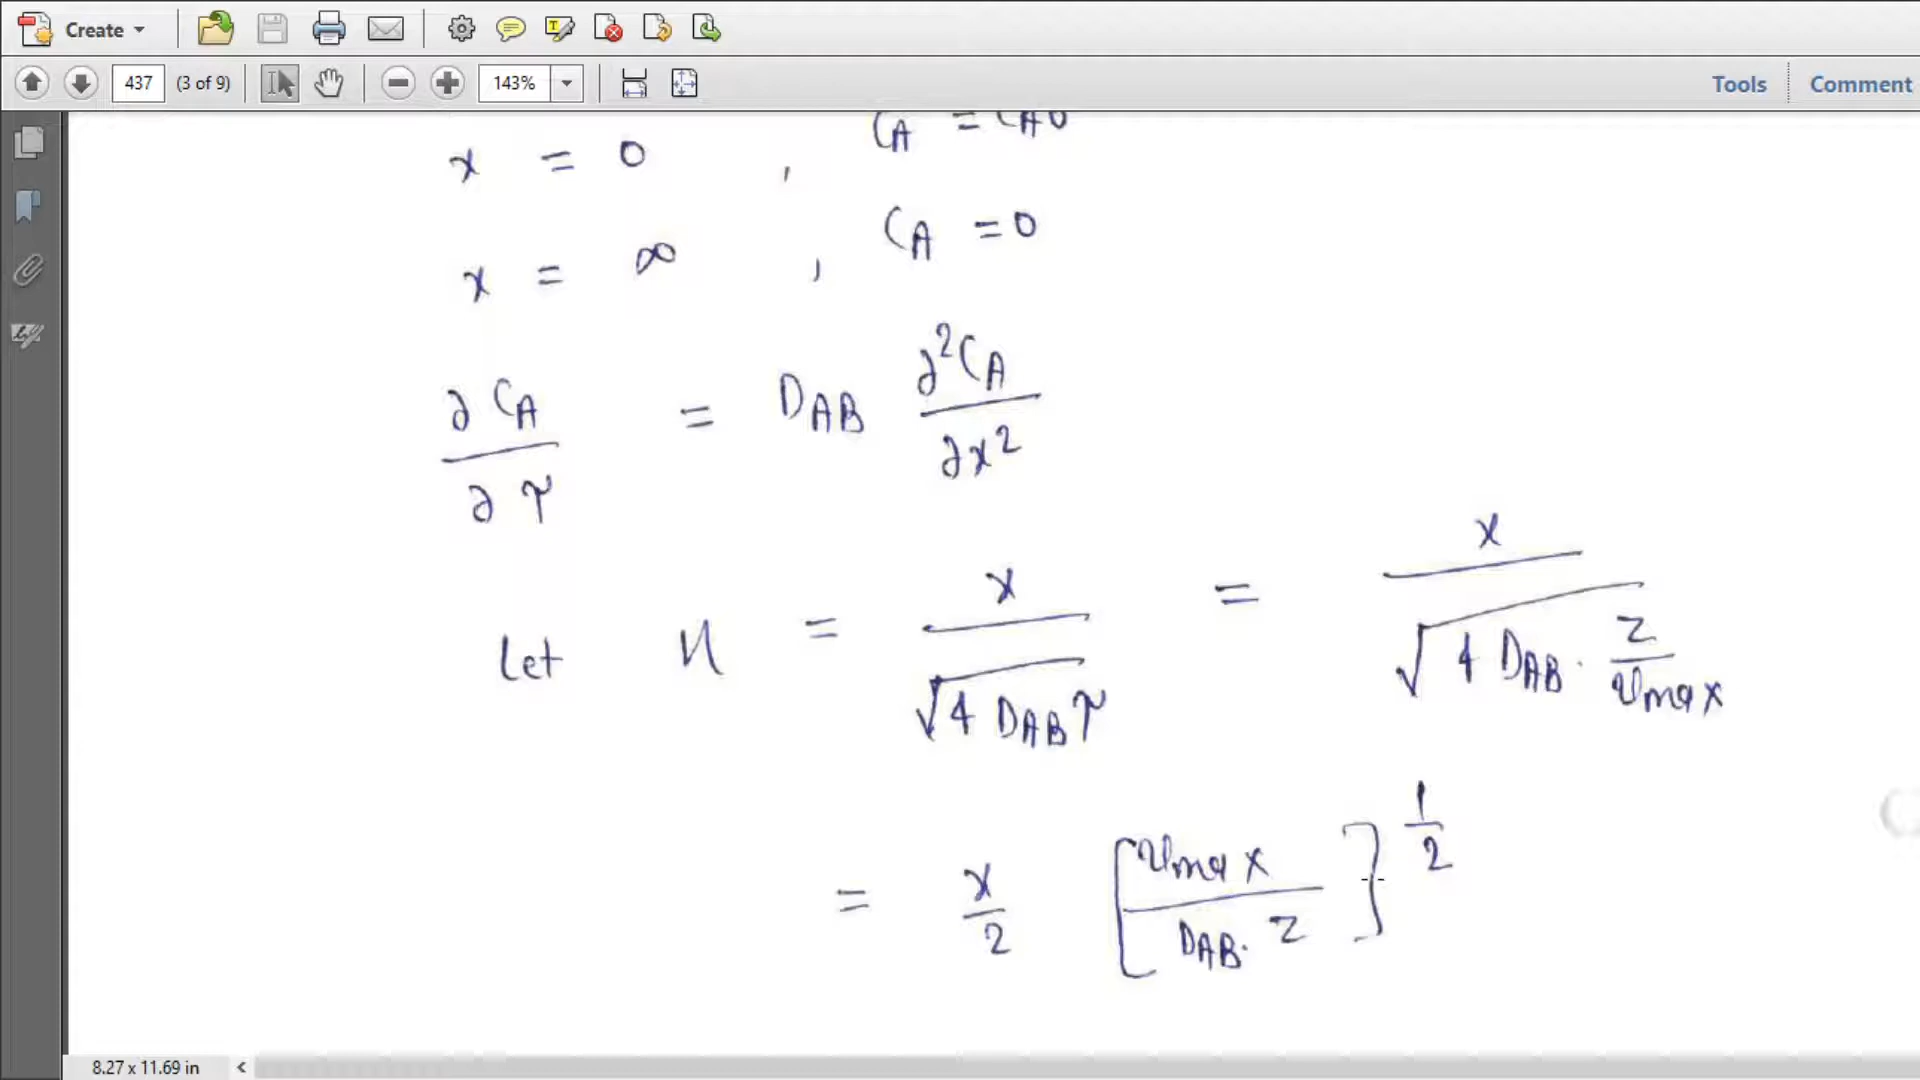 Create
437 (3 of 9) 143% Tools Comment
x = 0 , CA = CA0
x = ∞ , CA = 0
∂CA/∂τ = DAB ∂²CA/∂x²
Let η = x/√(4 DAB τ) = x/√(4 DAB · z/vmax)
= x/2 [vmax/(DAB · z)]^(1/2)
8.27 x 11.69 in